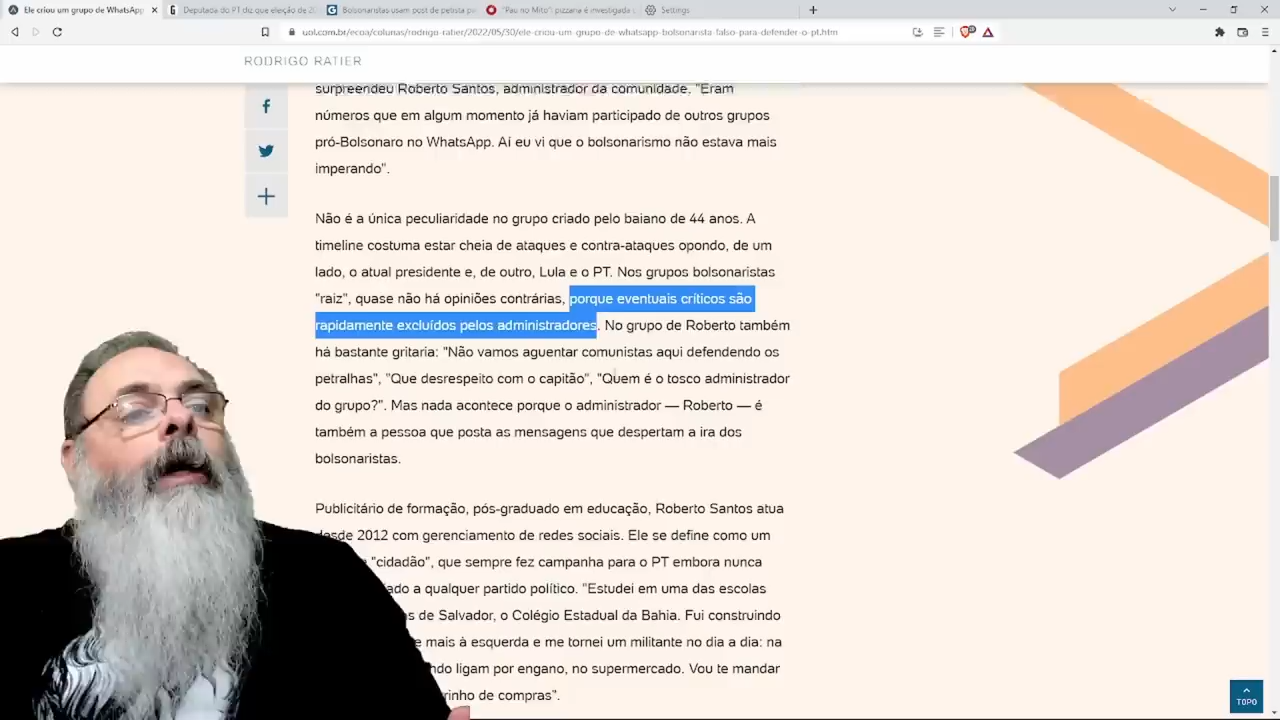 Ele criou um grupo de WhatsApp
Deputada do PT diz que eleição de 20
Bolsonaristas usam post de petista pa
"Pau no Mito": pizzaria é investigada
Settings
uol.com.br/ecoa/colunas/rodrigo-ratier/2022/05/30/ele-criou-um-grupo-de-whatsapp-bolsonarista-falso-para-defender-o-pt.htm
RODRIGO RATIER
surpreendeu Roberto Santos, administrador da comunidade. "Eram
números que em algum momento já haviam participado de outros grupos
pró-Bolsonaro no WhatsApp. Aí eu vi que o bolsonarismo não estava mais
imperando".
Não é a única peculiaridade no grupo criado pelo baiano de 44 anos. A
timeline costuma estar cheia de ataques e contra-ataques opondo, de um
lado, o atual presidente e, de outro, Lula e o PT. Nos grupos bolsonaristas
"raiz", quase não há opiniões contrárias, porque eventuais críticos são
rapidamente excluídos pelos administradores. No grupo de Roberto também
há bastante gritaria: "Não vamos aguentar comunistas aqui defendendo os
petralhas", "Que desrespeito com o capitão", "Quem é o tosco administrador
do grupo?". Mas nada acontece porque o administrador — Roberto — é
também a pessoa que posta as mensagens que despertam a ira dos
bolsonaristas.
Publicitário de formação, pós-graduado em educação, Roberto Santos atua
desde 2012 com gerenciamento de redes sociais. Ele se define como um
"cidadão", que sempre fez campanha para o PT embora nunca
a qualquer partido político. "Estudei em uma das escolas
de Salvador, o Colégio Estadual da Bahia. Fui construindo
mais à esquerda e me tornei um militante no dia a dia: na
ligam por engano, no supermercado. Vou te mandar
de compras".
TOPO